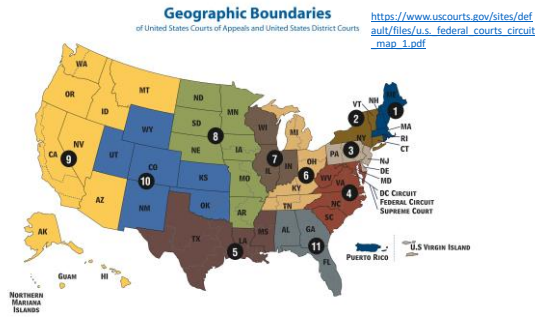 Geographic Boundaries
of United States Courts of Appeals and United States District Courts
https://www.uscourts.gov/sites/def
ault/files/u.s._federal_courts_circuit
_map_1.pdf
WA
OR
ID
MT
NV
CA
9
AZ
AK
GUAM
HI
NORTHERN
MARIANA
ISLANDS
WY
UT
CO
10
KS
NM
OK
ND
SD
8
MN
NE
IA
MO
AR
TX
LA
MS
5
WI
7
IL
IN
MI
OH
6
KY
TN
AL
GA
11
FL
WV
VA
4
NC
SC
PA
3
NY
2
VT
NH
ME
1
MA
RI
CT
NJ
DE
MD
DC CIRCUIT
FEDERAL CIRCUIT
SUPREME COURT
PUERTO RICO
U.S VIRGIN ISLAND